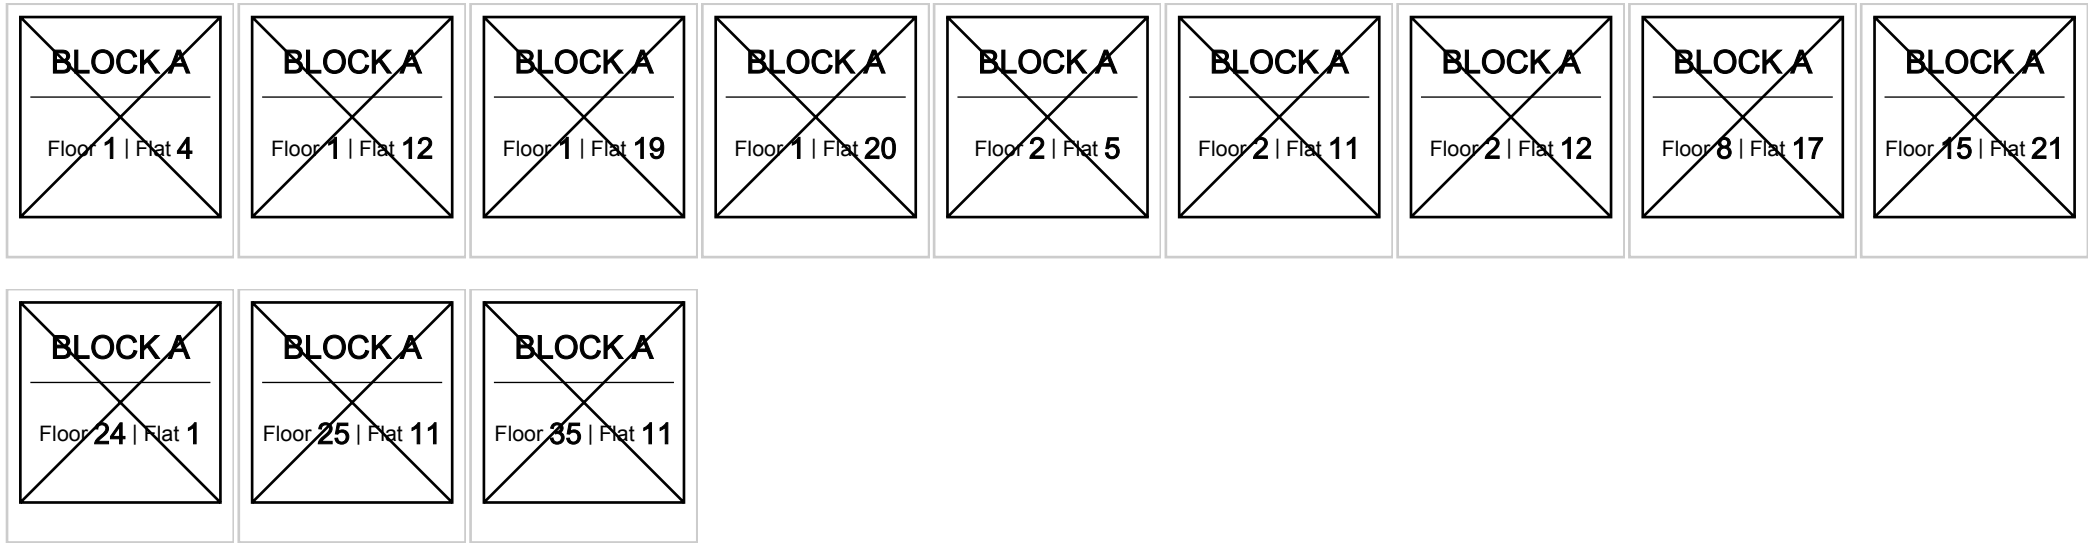 BLOCK A
Floor 1 | Flat 4
BLOCK A
Floor 1 | Flat 12
BLOCK A
Floor 1 | Flat 19
BLOCK A
Floor 1 | Flat 20
BLOCK A
Floor 2 | Flat 5
BLOCK A
Floor 2 | Flat 11
BLOCK A
Floor 2 | Flat 12
BLOCK A
Floor 8 | Flat 17
BLOCK A
Floor 15 | Flat 21
BLOCK A
Floor 24 | Flat 1
BLOCK A
Floor 25 | Flat 11
BLOCK A
Floor 35 | Flat 11